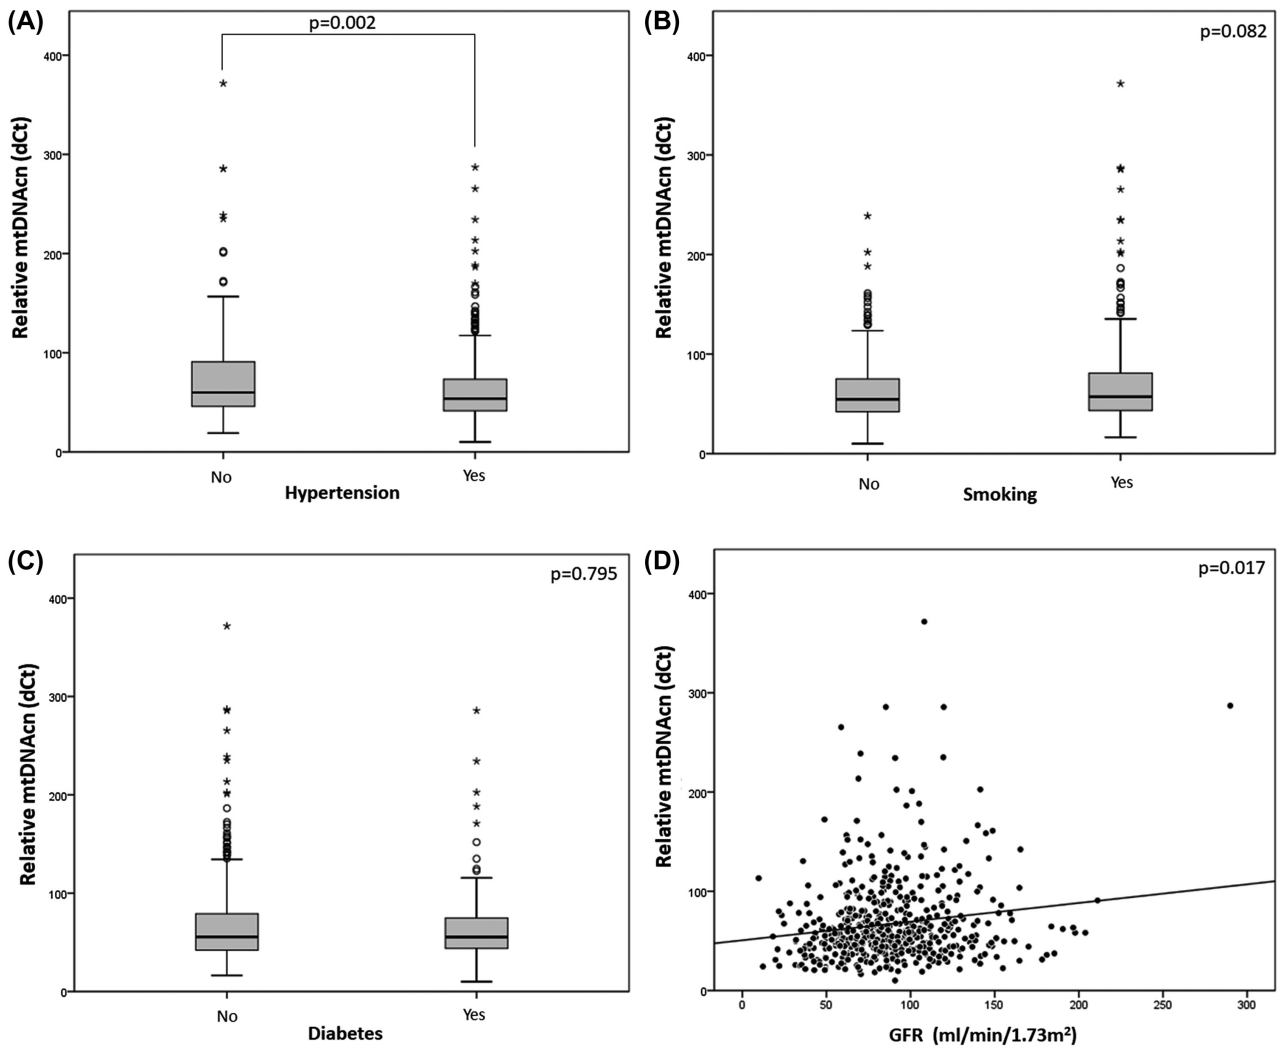 (A)
p=0.002
400
300
200
100
0
Relative mtDNAcn (dCt)
No
Yes
Hypertension
(B)
p=0.082
400
300
200
100
0
Relative mtDNAcn (dCt)
No
Yes
Smoking
(C)
p=0.795
400
300
200
100
0
Relative mtDNAcn (dCt)
No
Yes
Diabetes
(D)
p=0.017
400
300
200
100
0
Relative mtDNAcn (dCt)
0 50 100 150 200 250 300
GFR (ml/min/1.73m²)